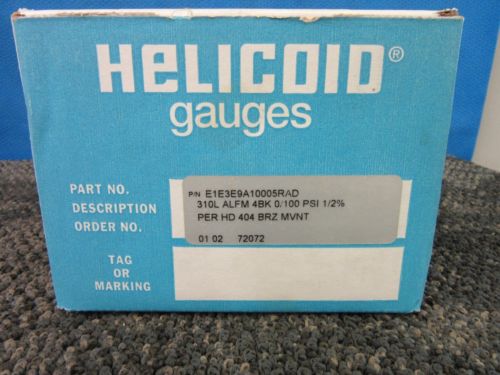 HELICOID®
gauges
PART NO.
DESCRIPTION
ORDER NO.
TAG
OR
MARKING
P/N E1E3E9A10005RAD
310L ALFM 4BK 0/100 PSI 1/2%
PER HD 404 BRZ MVNT
01 02 72072